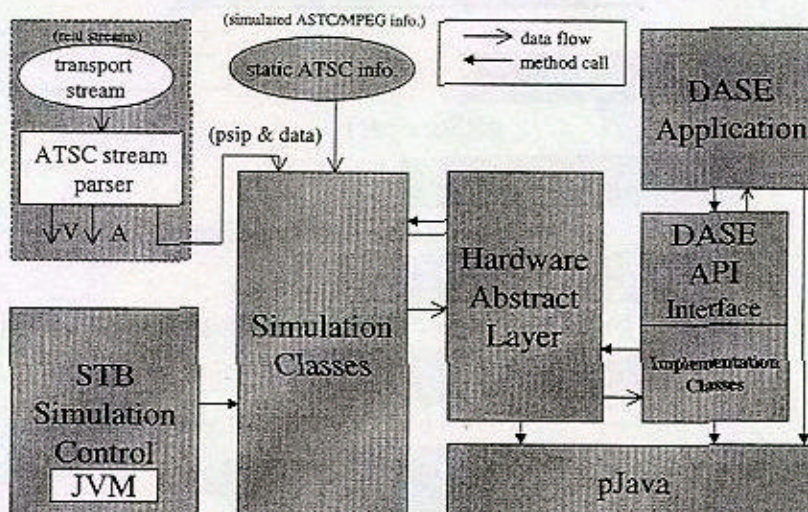 (real streams)
transport
stream
ATSC stream
parser
V
A
(psip & data)
(simulated ASTC/MPEG info.)
static ATSC info.
data flow
method call
DASE
Application
STB
Simulation
Control
JVM
Simulation
Classes
Hardware
Abstract
Layer
DASE
API
Interface
Implementation
Classes
pJava